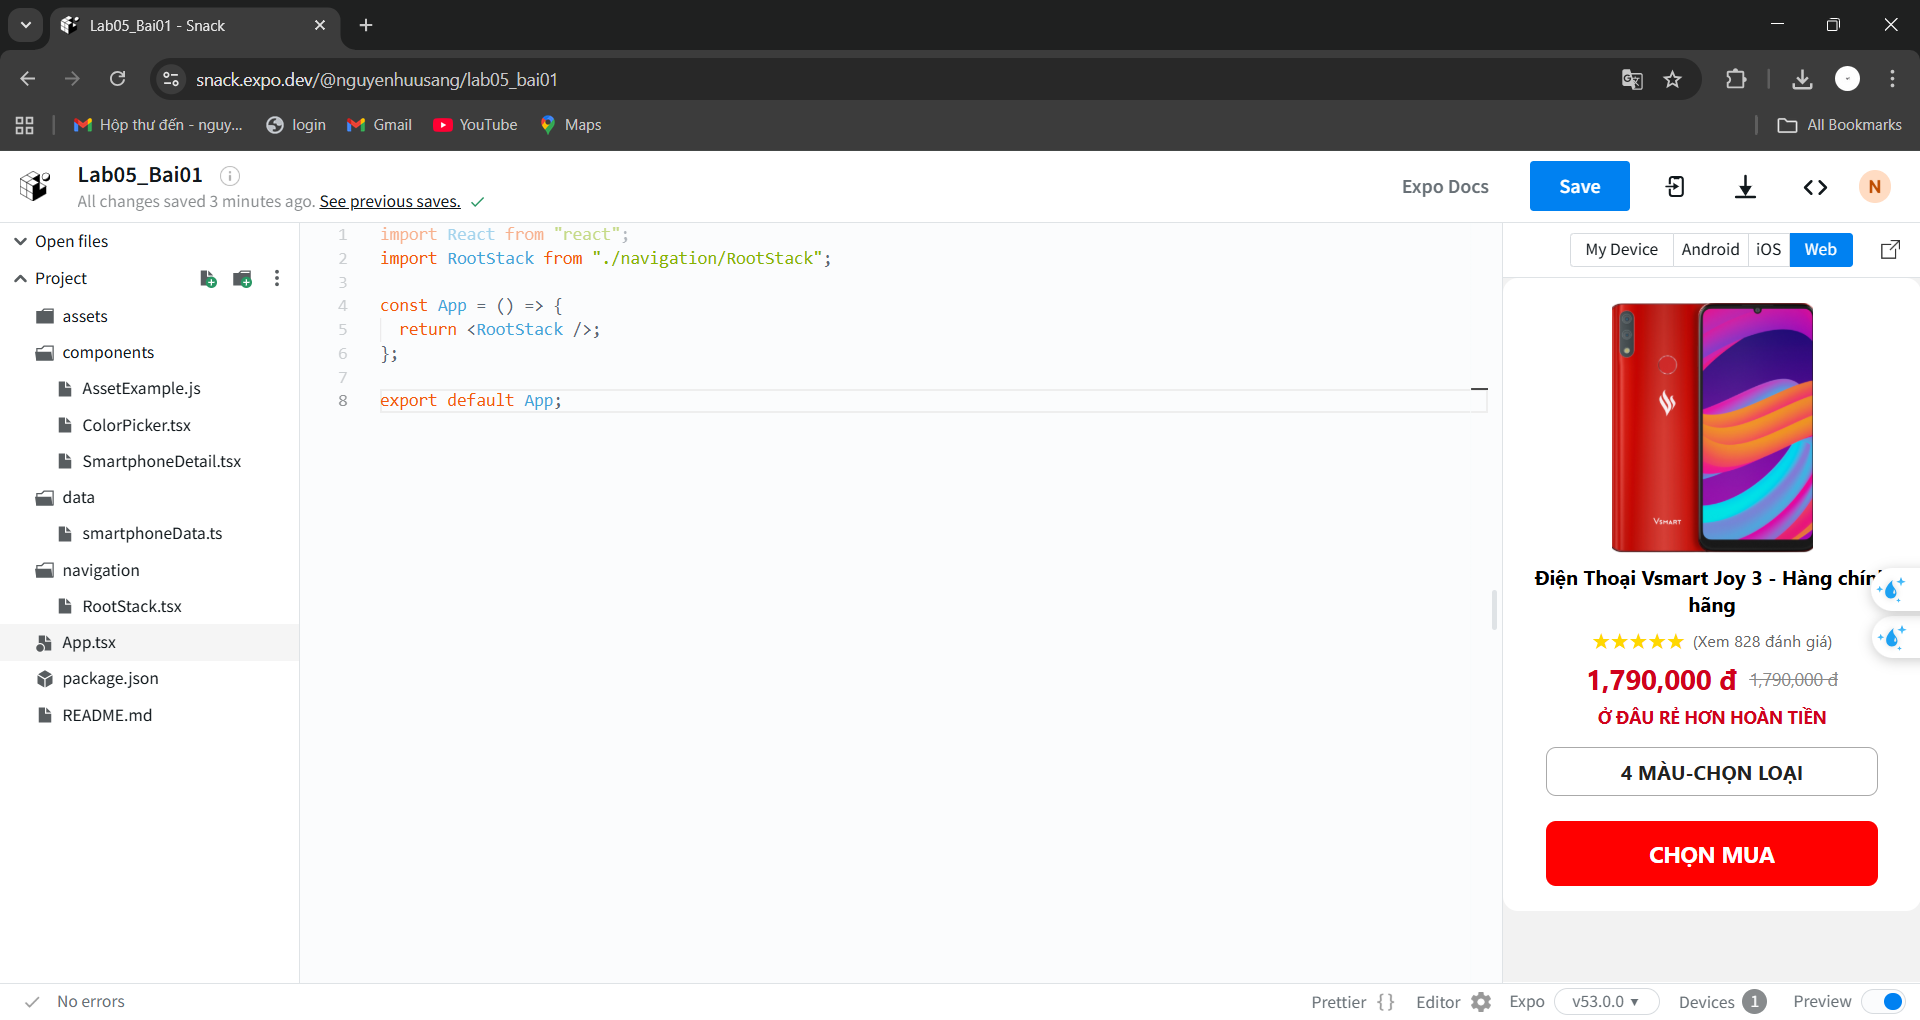 Lab05_Bai01 - Snack
snack.expo.dev/@nguyenhuusang/lab05_bai01
Hộp thư đến - nguy...
login
Gmail
YouTube
Maps
All Bookmarks
Lab05_Bai01
All changes saved 3 minutes ago. See previous saves.
Expo Docs
Save
N
Open files
Project
assets
components
AssetExample.js
ColorPicker.tsx
SmartphoneDetail.tsx
data
smartphoneData.ts
navigation
RootStack.tsx
App.tsx
package.json
README.md
1 import React from "react";
2 import RootStack from "./navigation/RootStack";
3
4 const App = () => {
5 return <RootStack />;
6 };
7
8 export default App;
My Device
Android
iOS
Web
VSMART
Điện Thoại Vsmart Joy 3 - Hàng chính
hãng
★★★★★ (Xem 828 đánh giá)
1,790,000 đ 1,790,000 đ
Ở ĐÂU RẺ HƠN HOÀN TIỀN
4 MÀU-CHỌN LOẠI
CHỌN MUA
No errors
Prettier {}
Editor
Expo
v53.0.0
Devices 1
Preview